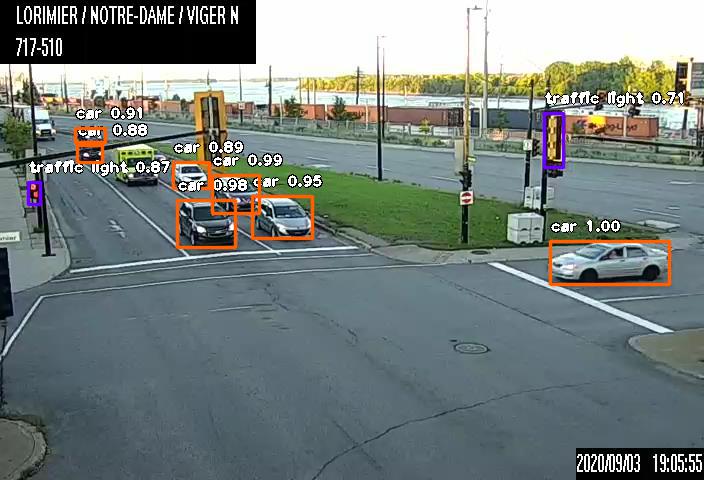 LORIMIER / NOTRE-DAME / VIGER N
717-510
car 0.91
car 0.88
traffic light 0.87
car 0.89
car 0.99
car 0.98
car 0.95
traffic light 0.71
car 1.00
2020/09/03 19:05:55